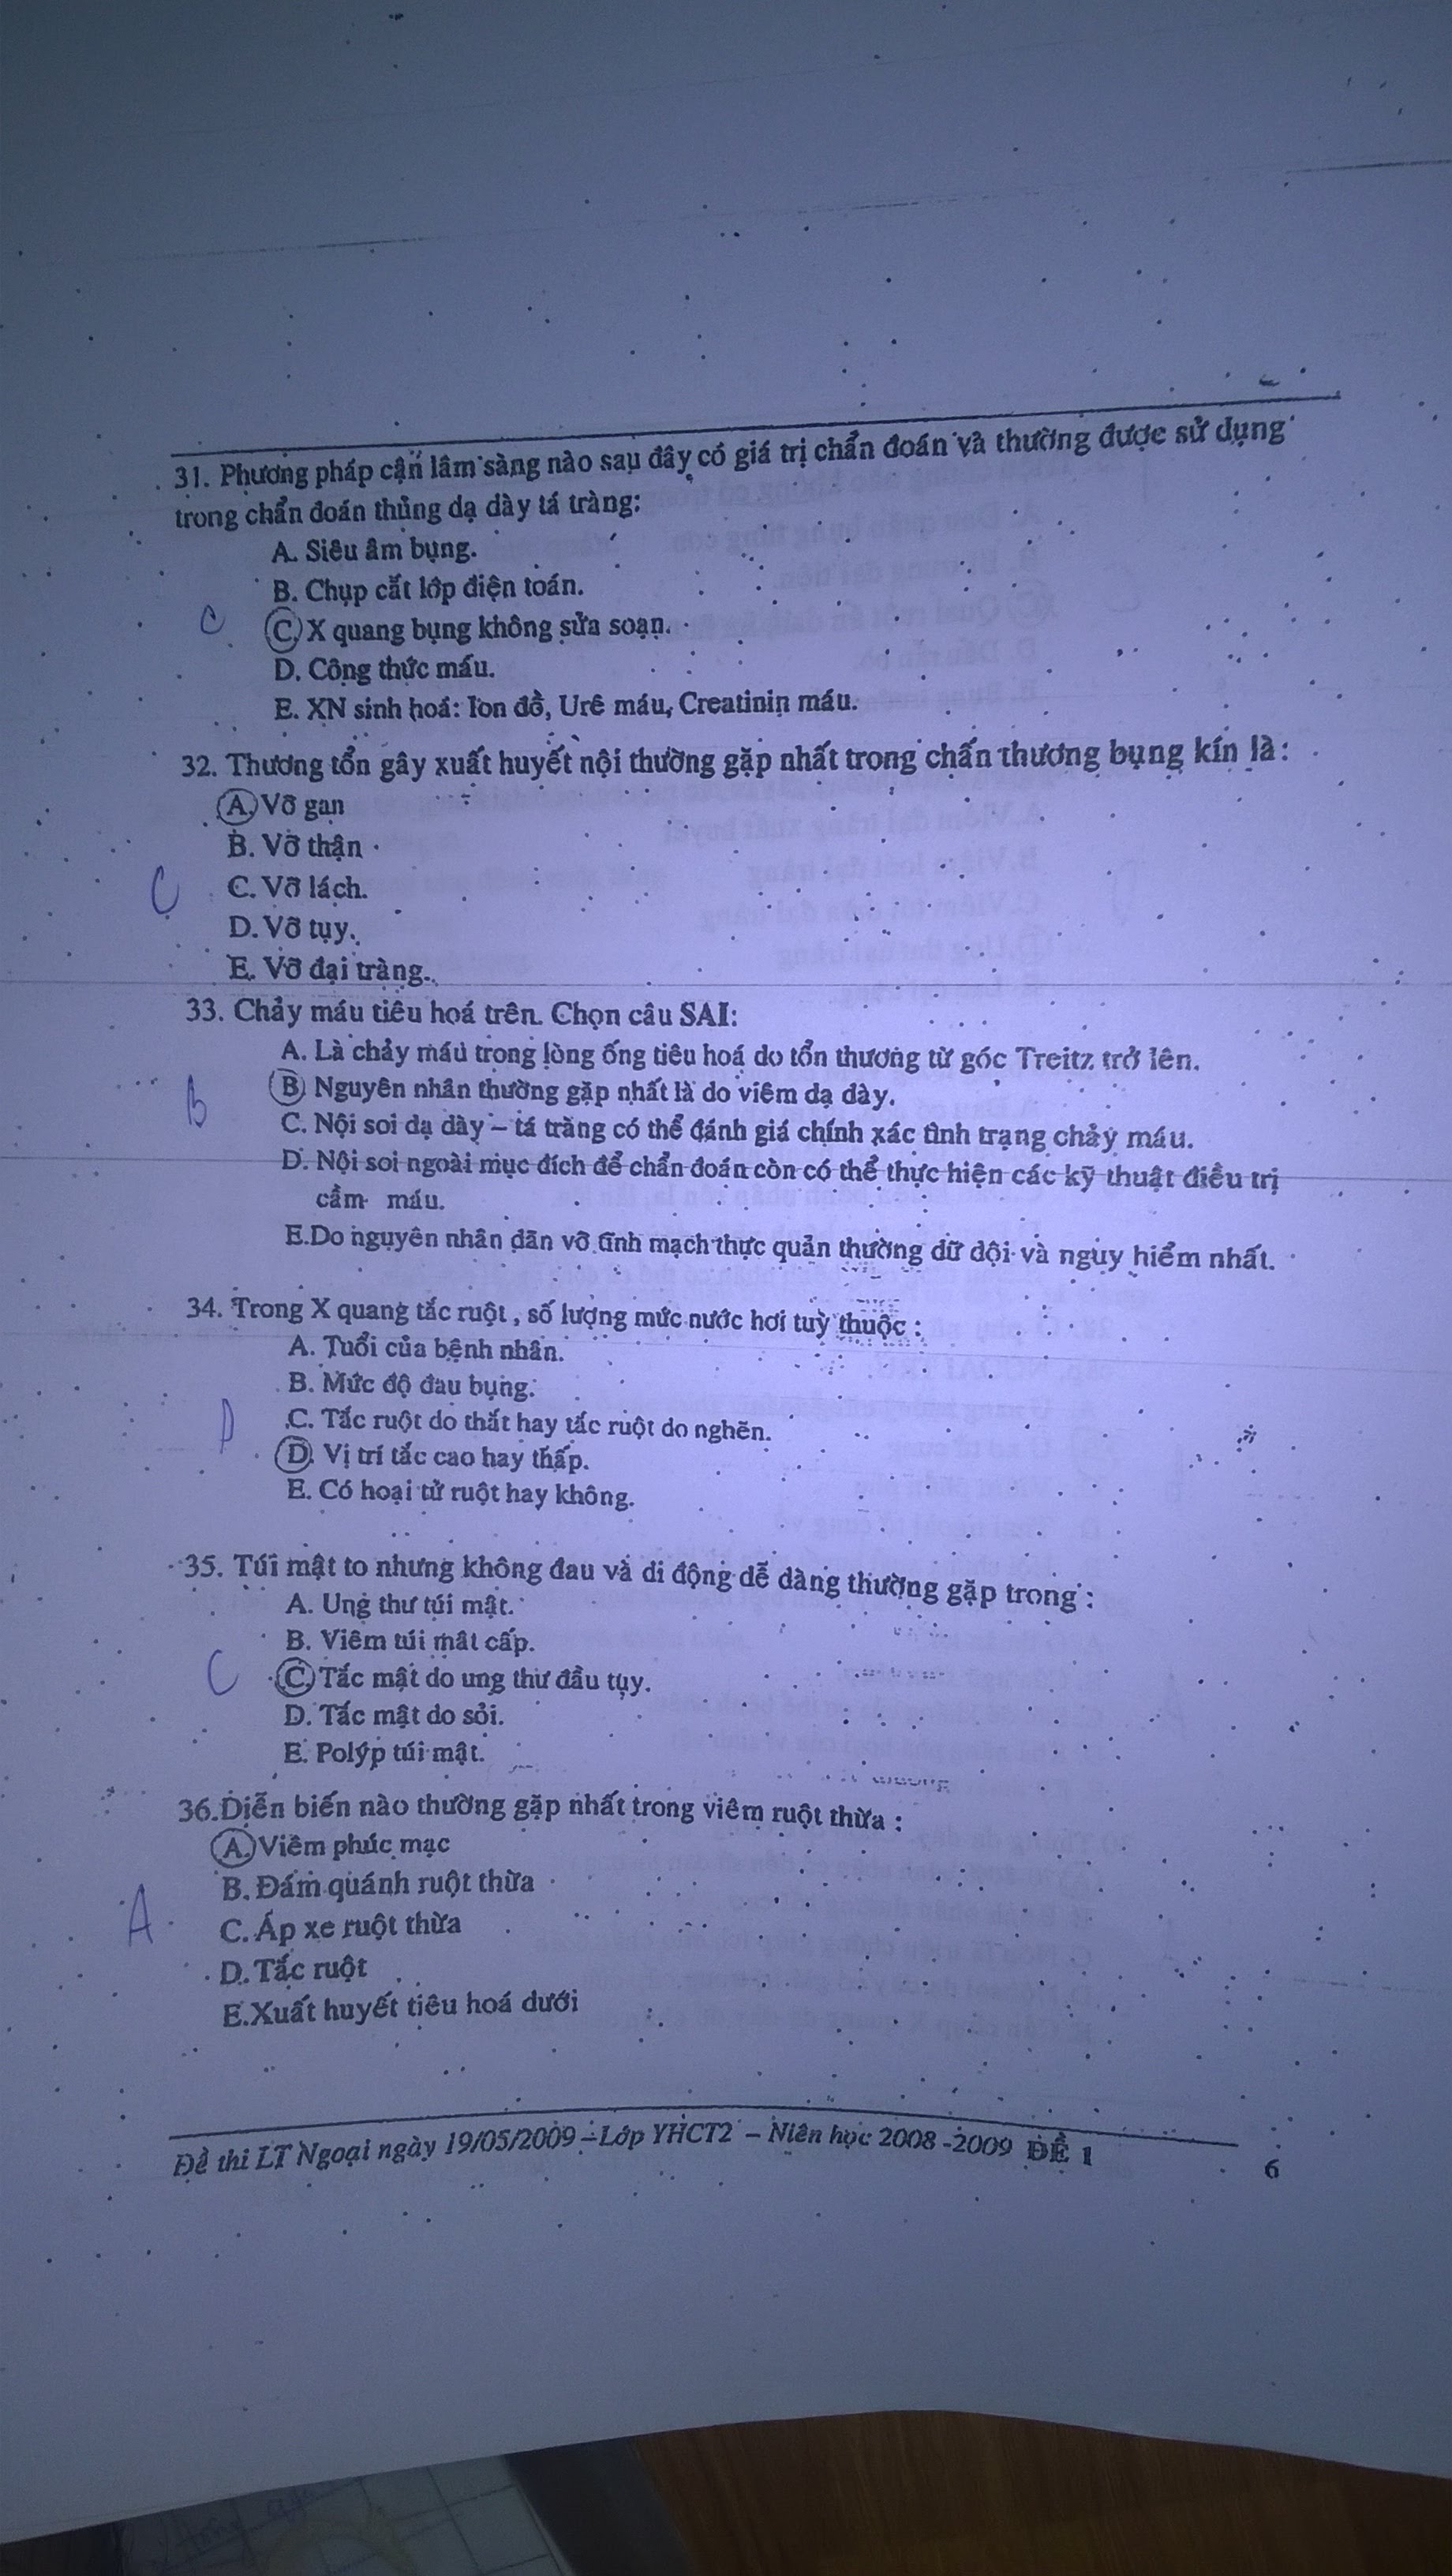 31. Phương pháp cận lâm sàng nào sau đây có giá trị chẩn đoán và thường được sử dụng
trong chẩn đoán thủng dạ dày tá tràng:
A. Siêu âm bụng.
B. Chụp cắt lớp điện toán.
C C. X quang bụng không sửa soạn.
D. Công thức máu.
E. XN sinh hoá: Ion đồ, Urê máu, Creatinin máu.
32. Thương tổn gây xuất huyết nội thường gặp nhất trong chấn thương bụng kín là:
A. Vỡ gan
B. Vỡ thận
C C. Vỡ lách.
D. Vỡ tụy.
E. Vỡ đại tràng.
33. Chảy máu tiêu hoá trên. Chọn câu SAI:
A. Là chảy máu trong lòng ống tiêu hoá do tổn thương từ góc Treitz trở lên.
B B. Nguyên nhân thường gặp nhất là do viêm dạ dày.
C. Nội soi dạ dày – tá tràng có thể đánh giá chính xác tình trạng chảy máu.
D. Nội soi ngoài mục đích để chẩn đoán còn có thể thực hiện các kỹ thuật điều trị
cầm máu.
E.Do nguyên nhân dãn vỡ tĩnh mạch thực quản thường dữ dội và nguy hiểm nhất.
34. Trong X quang tắc ruột , số lượng mức nước hơi tuỳ thuộc :
A. Tuổi của bệnh nhân.
B. Mức độ đau bụng.
C. Tắc ruột do thắt hay tắc ruột do nghẽn.
D D. Vị trí tắc cao hay thấp.
E. Có hoại tử ruột hay không.
35. Túi mật to nhưng không đau và di động dễ dàng thường gặp trong :
A. Ung thư túi mật.
B. Viêm túi mật cấp.
C C. Tắc mật do ung thư đầu tụy.
D. Tắc mật do sỏi.
E. Polýp túi mật.
36.Diễn biến nào thường gặp nhất trong viêm ruột thừa :
A. Viêm phúc mạc
B. Đám quánh ruột thừa
A C. Áp xe ruột thừa
D. Tắc ruột
E.Xuất huyết tiêu hoá dưới
Đề thi LT Ngoại ngày 19/05/2009 – Lớp YHCT2 – Niên học 2008 -2009 ĐỀ 1 6